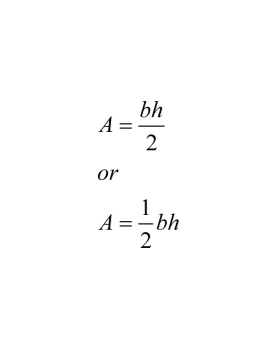 A = bh/2
or
A = 1/2 bh